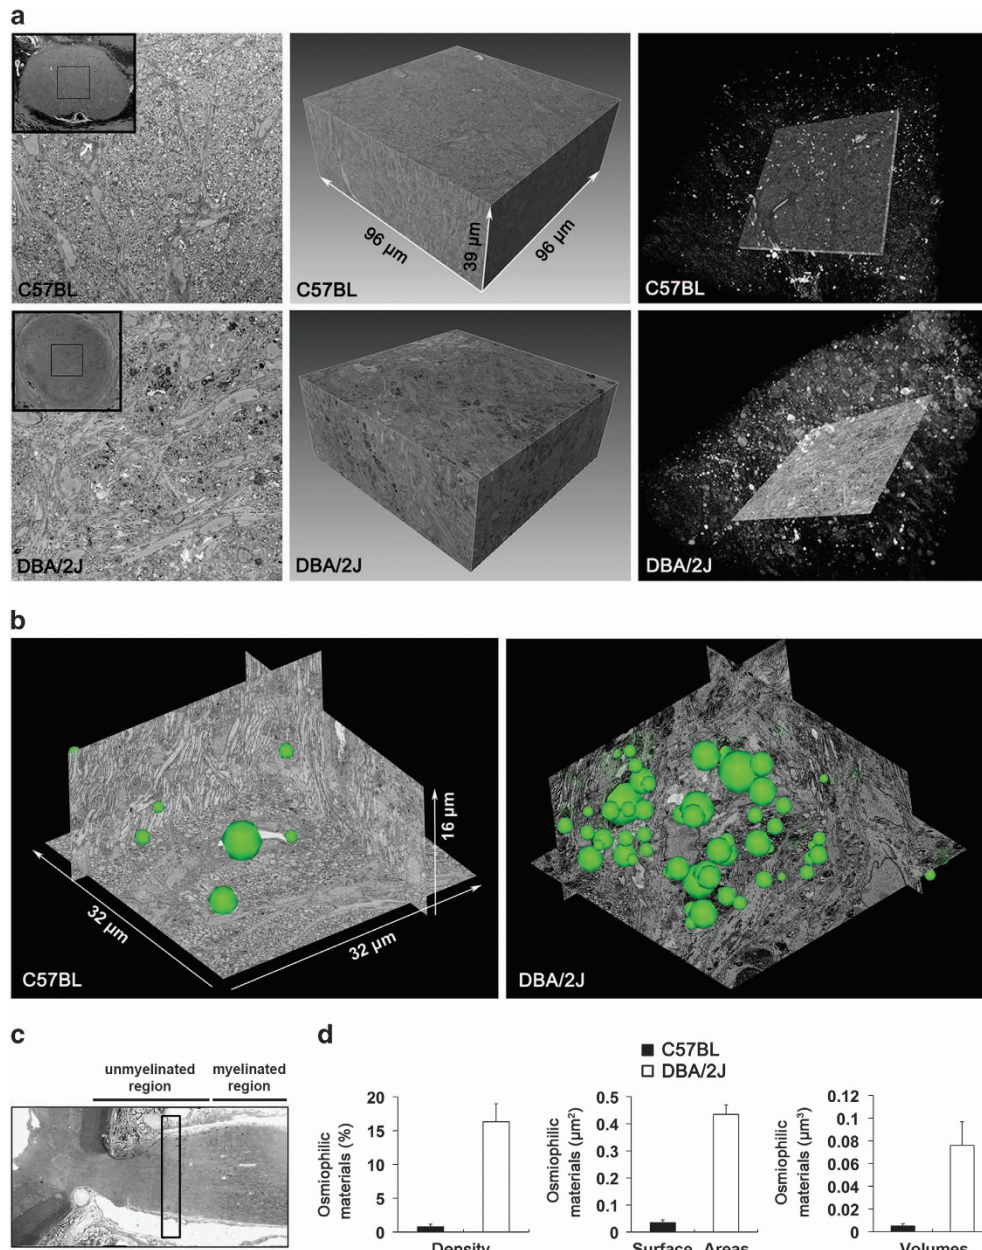 a
C57BL
96 µm
39 µm
96 µm
C57BL
C57BL
DBA/2J
DBA/2J
DBA/2J
b
32 µm
32 µm
16 µm
C57BL
DBA/2J
c
unmyelinated
region
myelinated
region
d
C57BL
DBA/2J
Osmiophilic
materials (%)
20
15
10
5
0
Density
Osmiophilic
materials (µm²)
0.5
0.4
0.3
0.2
0.1
0
Surface Areas
Osmiophilic
materials (µm³)
0.12
0.1
0.08
0.06
0.04
0.02
0
Volumes